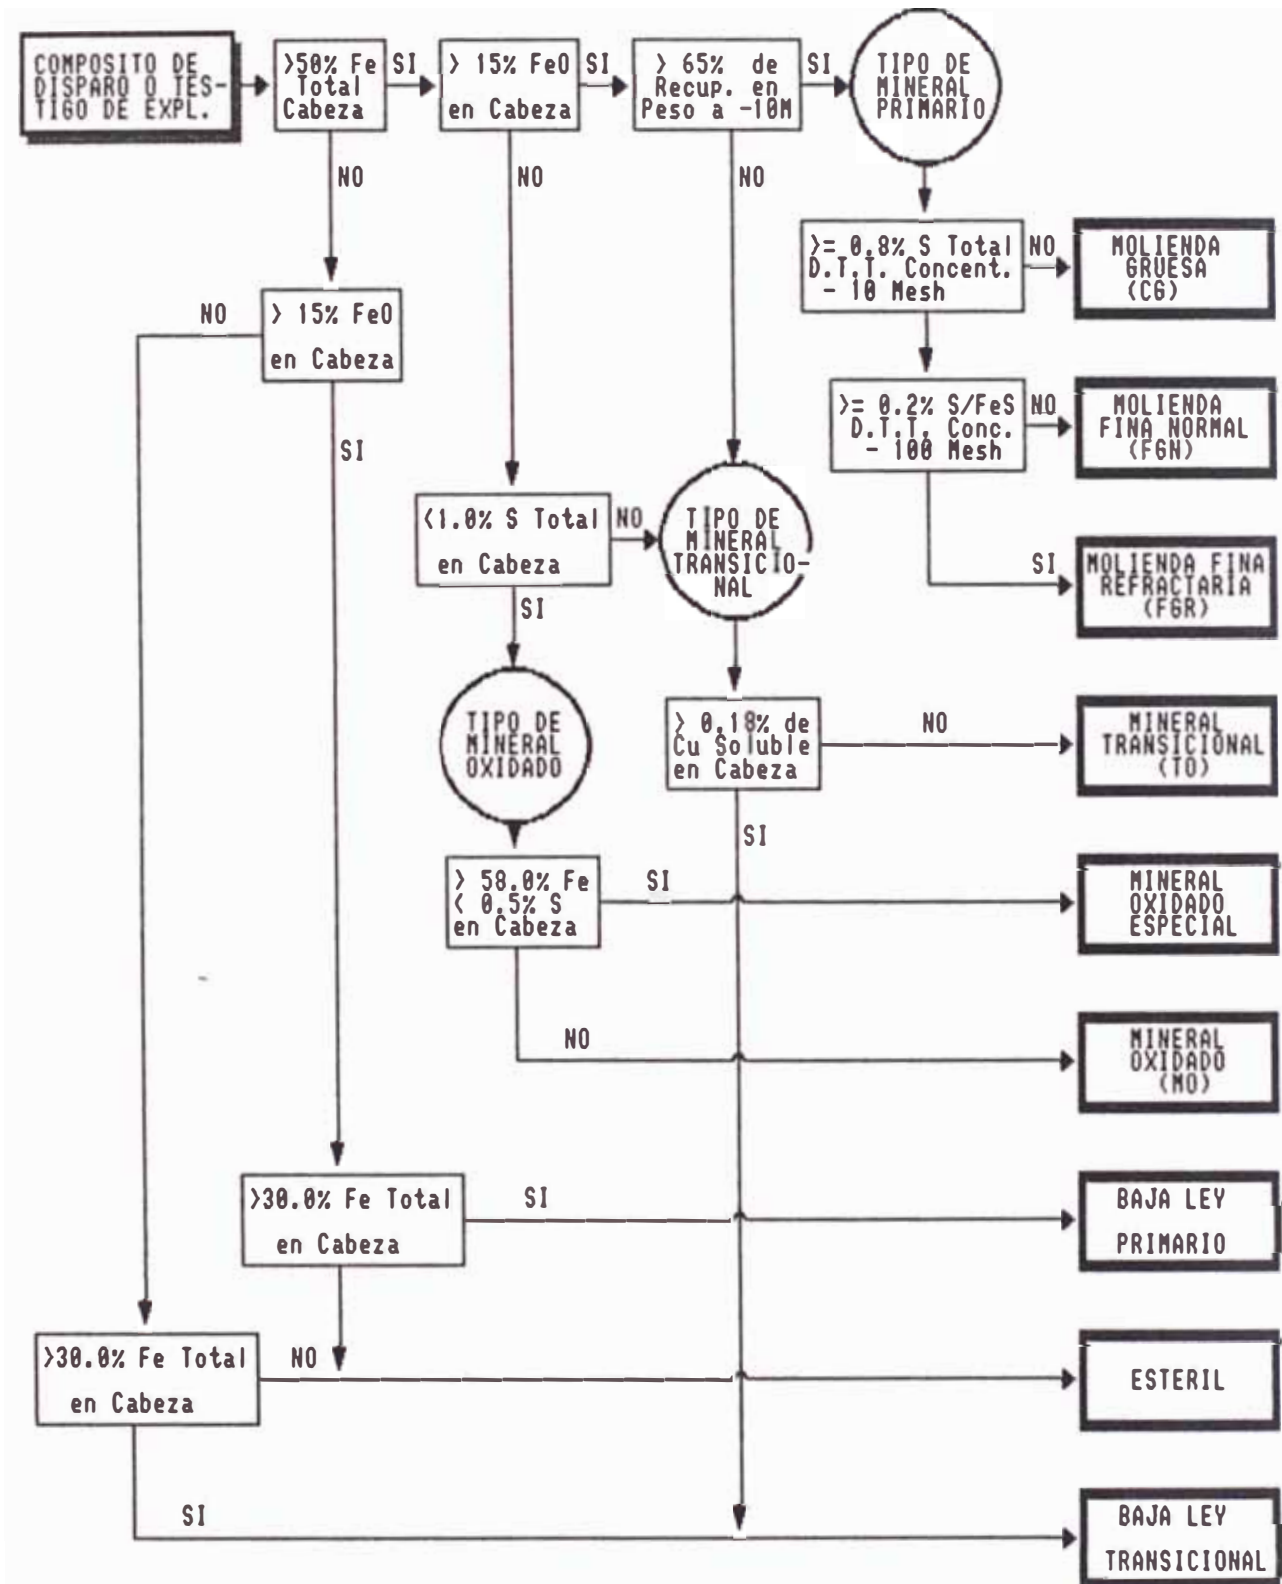 COMPOSITO DE
DISPARO O TES-
TIGO DE EXPL.
>50% Fe
Total
Cabeza
SI
> 15% FeO
en Cabeza
SI
> 65% de
Recup. en
Peso a -10M
SI
TIPO DE
MINERAL
PRIMARIO
NO
NO
NO
>= 0.8% S Total
D.T.T. Concent.
- 10 Mesh
NO
MOLIENDA
GRUESA
(CG)
NO
> 15% FeO
en Cabeza
SI
>= 0.2% S/FeS
D.T.T, Conc.
- 100 Mesh
NO
MOLIENDA
FINA NORMAL
(FGN)
<1.0% S Total
en Cabeza
NO
TIPO DE
MINERAL
TRANSICIO-
NAL
SI
MOLIENDA FINA
REFRACTARIA
(FGR)
SI
TIPO DE
MINERAL
OXIDADO
> 0,18% de
Cu Soluble
en Cabeza
NO
MINERAL
TRANSICIONAL
(TO)
SI
> 58.0% Fe
< 0.5% S
en Cabeza
SI
MINERAL
OXIDADO
ESPECIAL
NO
MINERAL
OXIDADO
(MO)
>30.0% Fe Total
en Cabeza
SI
BAJA LEY
PRIMARIO
>30.0% Fe Total
en Cabeza
NO
ESTERIL
SI
BAJA LEY
TRANSICIONAL